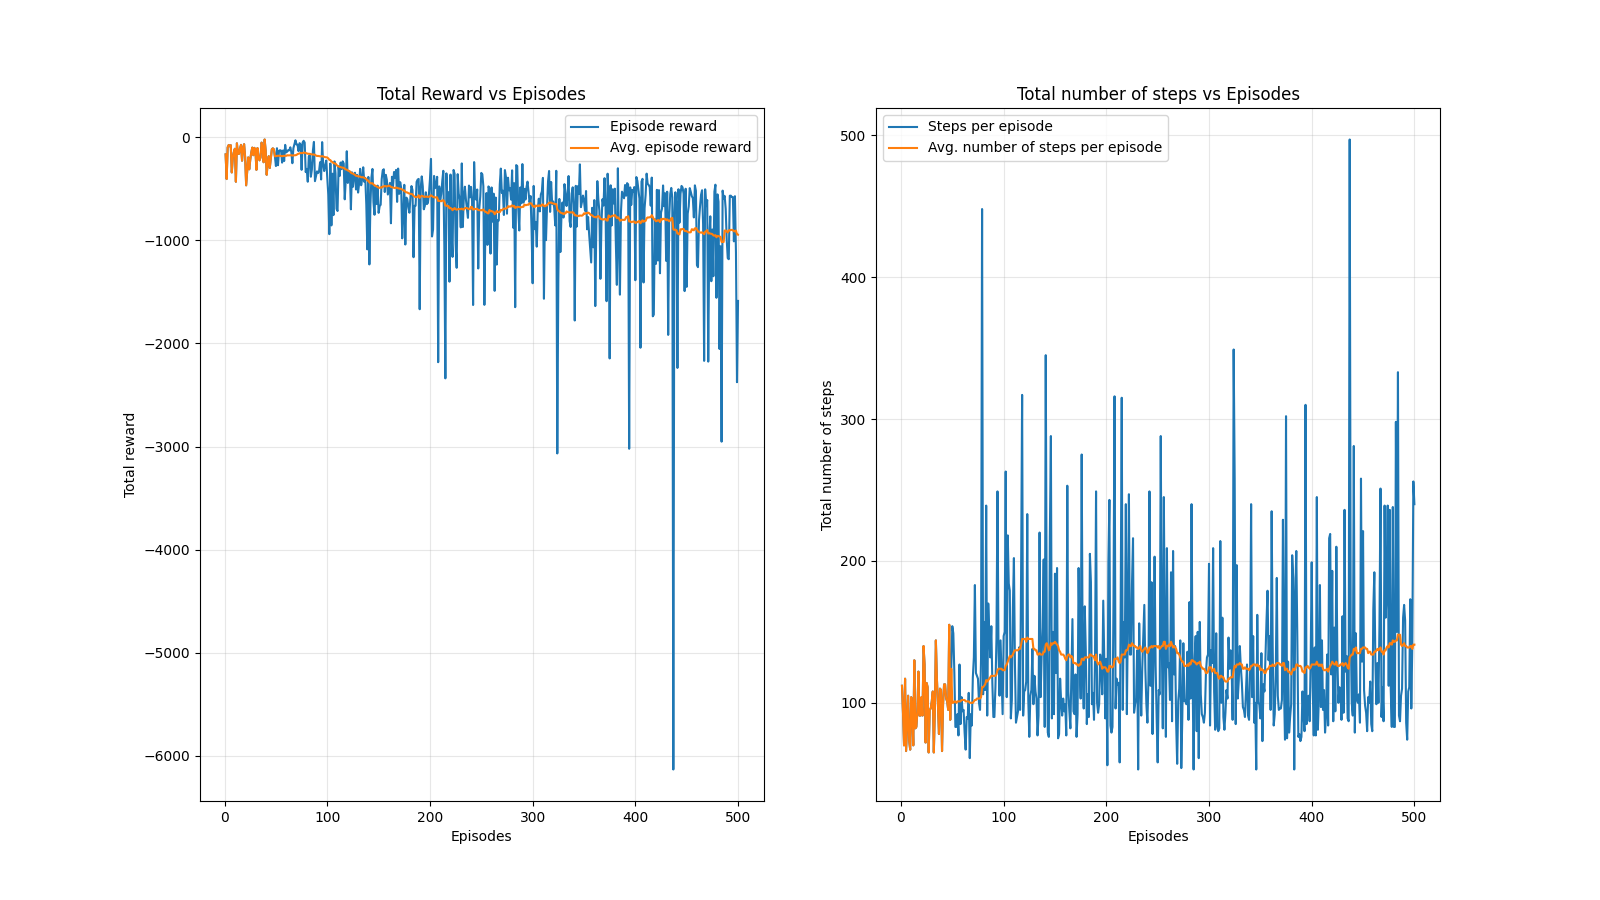 Total Reward vs Episodes
Episode reward
Avg. episode reward
0
−1000
−2000
−3000
−4000
−5000
−6000
Total reward
0
100
200
300
400
500
Episodes
Total number of steps vs Episodes
Steps per episode
Avg. number of steps per episode
500
400
300
200
100
Total number of steps
0
100
200
300
400
500
Episodes